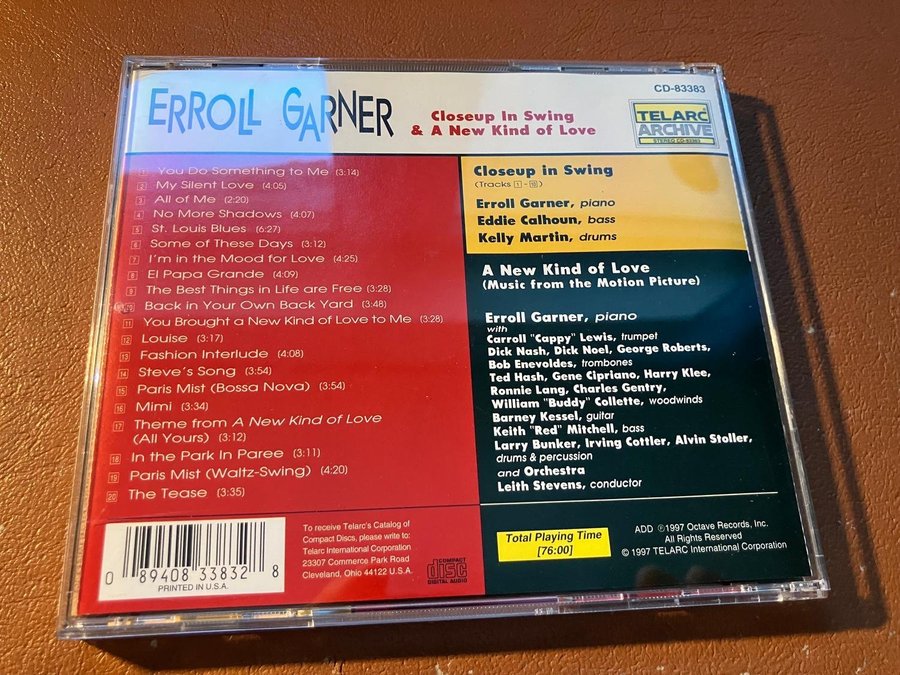 ERROLL GARNER
Closeup In Swing
& A New Kind of Love
CD-83383
TELARC
ARCHIVE
STEREO CD-83383
1 You Do Something to Me (3:14)
2 My Silent Love (4:05)
3 All of Me (2:20)
4 No More Shadows (4:07)
5 St. Louis Blues (6:27)
6 Some of These Days (3:12)
7 I'm in the Mood for Love (4:25)
8 El Papa Grande (4:09)
9 The Best Things in Life are Free (3:28)
10 Back in Your Own Back Yard (3:48)
11 You Brought a New Kind of Love to Me (3:28)
12 Louise (3:17)
13 Fashion Interlude (4:08)
14 Steve's Song (3:54)
15 Paris Mist (Bossa Nova) (3:54)
16 Mimi (3:34)
17 Theme from A New Kind of Love
(All Yours) (3:12)
18 In the Park In Paree (3:11)
19 Paris Mist (Waltz-Swing) (4:20)
20 The Tease (3:35)
Closeup in Swing
(Tracks 1 - 10)
Erroll Garner, piano
Eddie Calhoun, bass
Kelly Martin, drums
A New Kind of Love
(Music from the Motion Picture)
Erroll Garner, piano
with
Carroll "Cappy" Lewis, trumpet
Dick Nash, Dick Noel, George Roberts,
Bob Enevoldes, trombones
Ted Hash, Gene Cipriano, Harry Klee,
Ronnie Lang, Charles Gentry,
William "Buddy" Collette, woodwinds
Barney Kessel, guitar
Keith "Red" Mitchell, bass
Larry Bunker, Irving Cottler, Alvin Stoller,
drums & percussion
and Orchestra
Leith Stevens, conductor
0 89408 33832 8
PRINTED IN U.S.A.
To receive Telarc's Catalog of
Compact Discs, please write to:
Telarc International Corporation
23307 Commerce Park Road
Cleveland, Ohio 44122 U.S.A.
COMPACT
disc
DIGITAL AUDIO
Total Playing Time
[76:00]
ADD ℗1997 Octave Records, Inc.
All Rights Reserved
© 1997 TELARC International Corporation